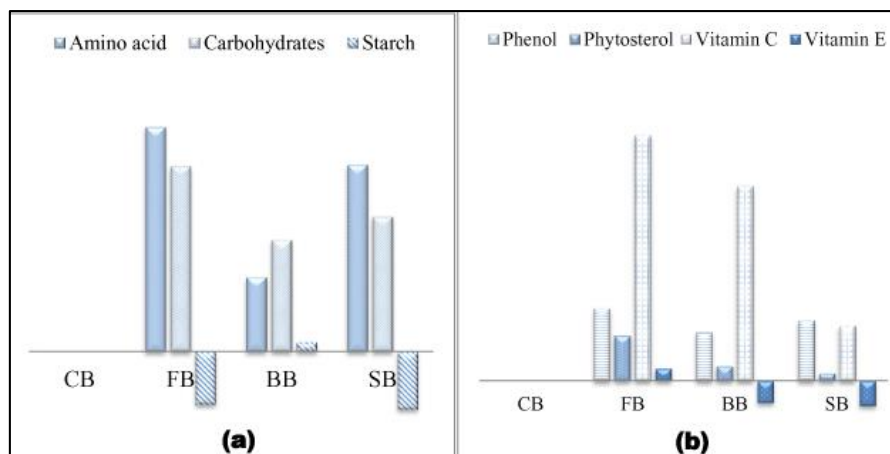 Amino acid Carbohydrates Starch
CB FB BB SB
(a)
Phenol Phytosterol Vitamin C Vitamin E
CB FB BB SB
(b)